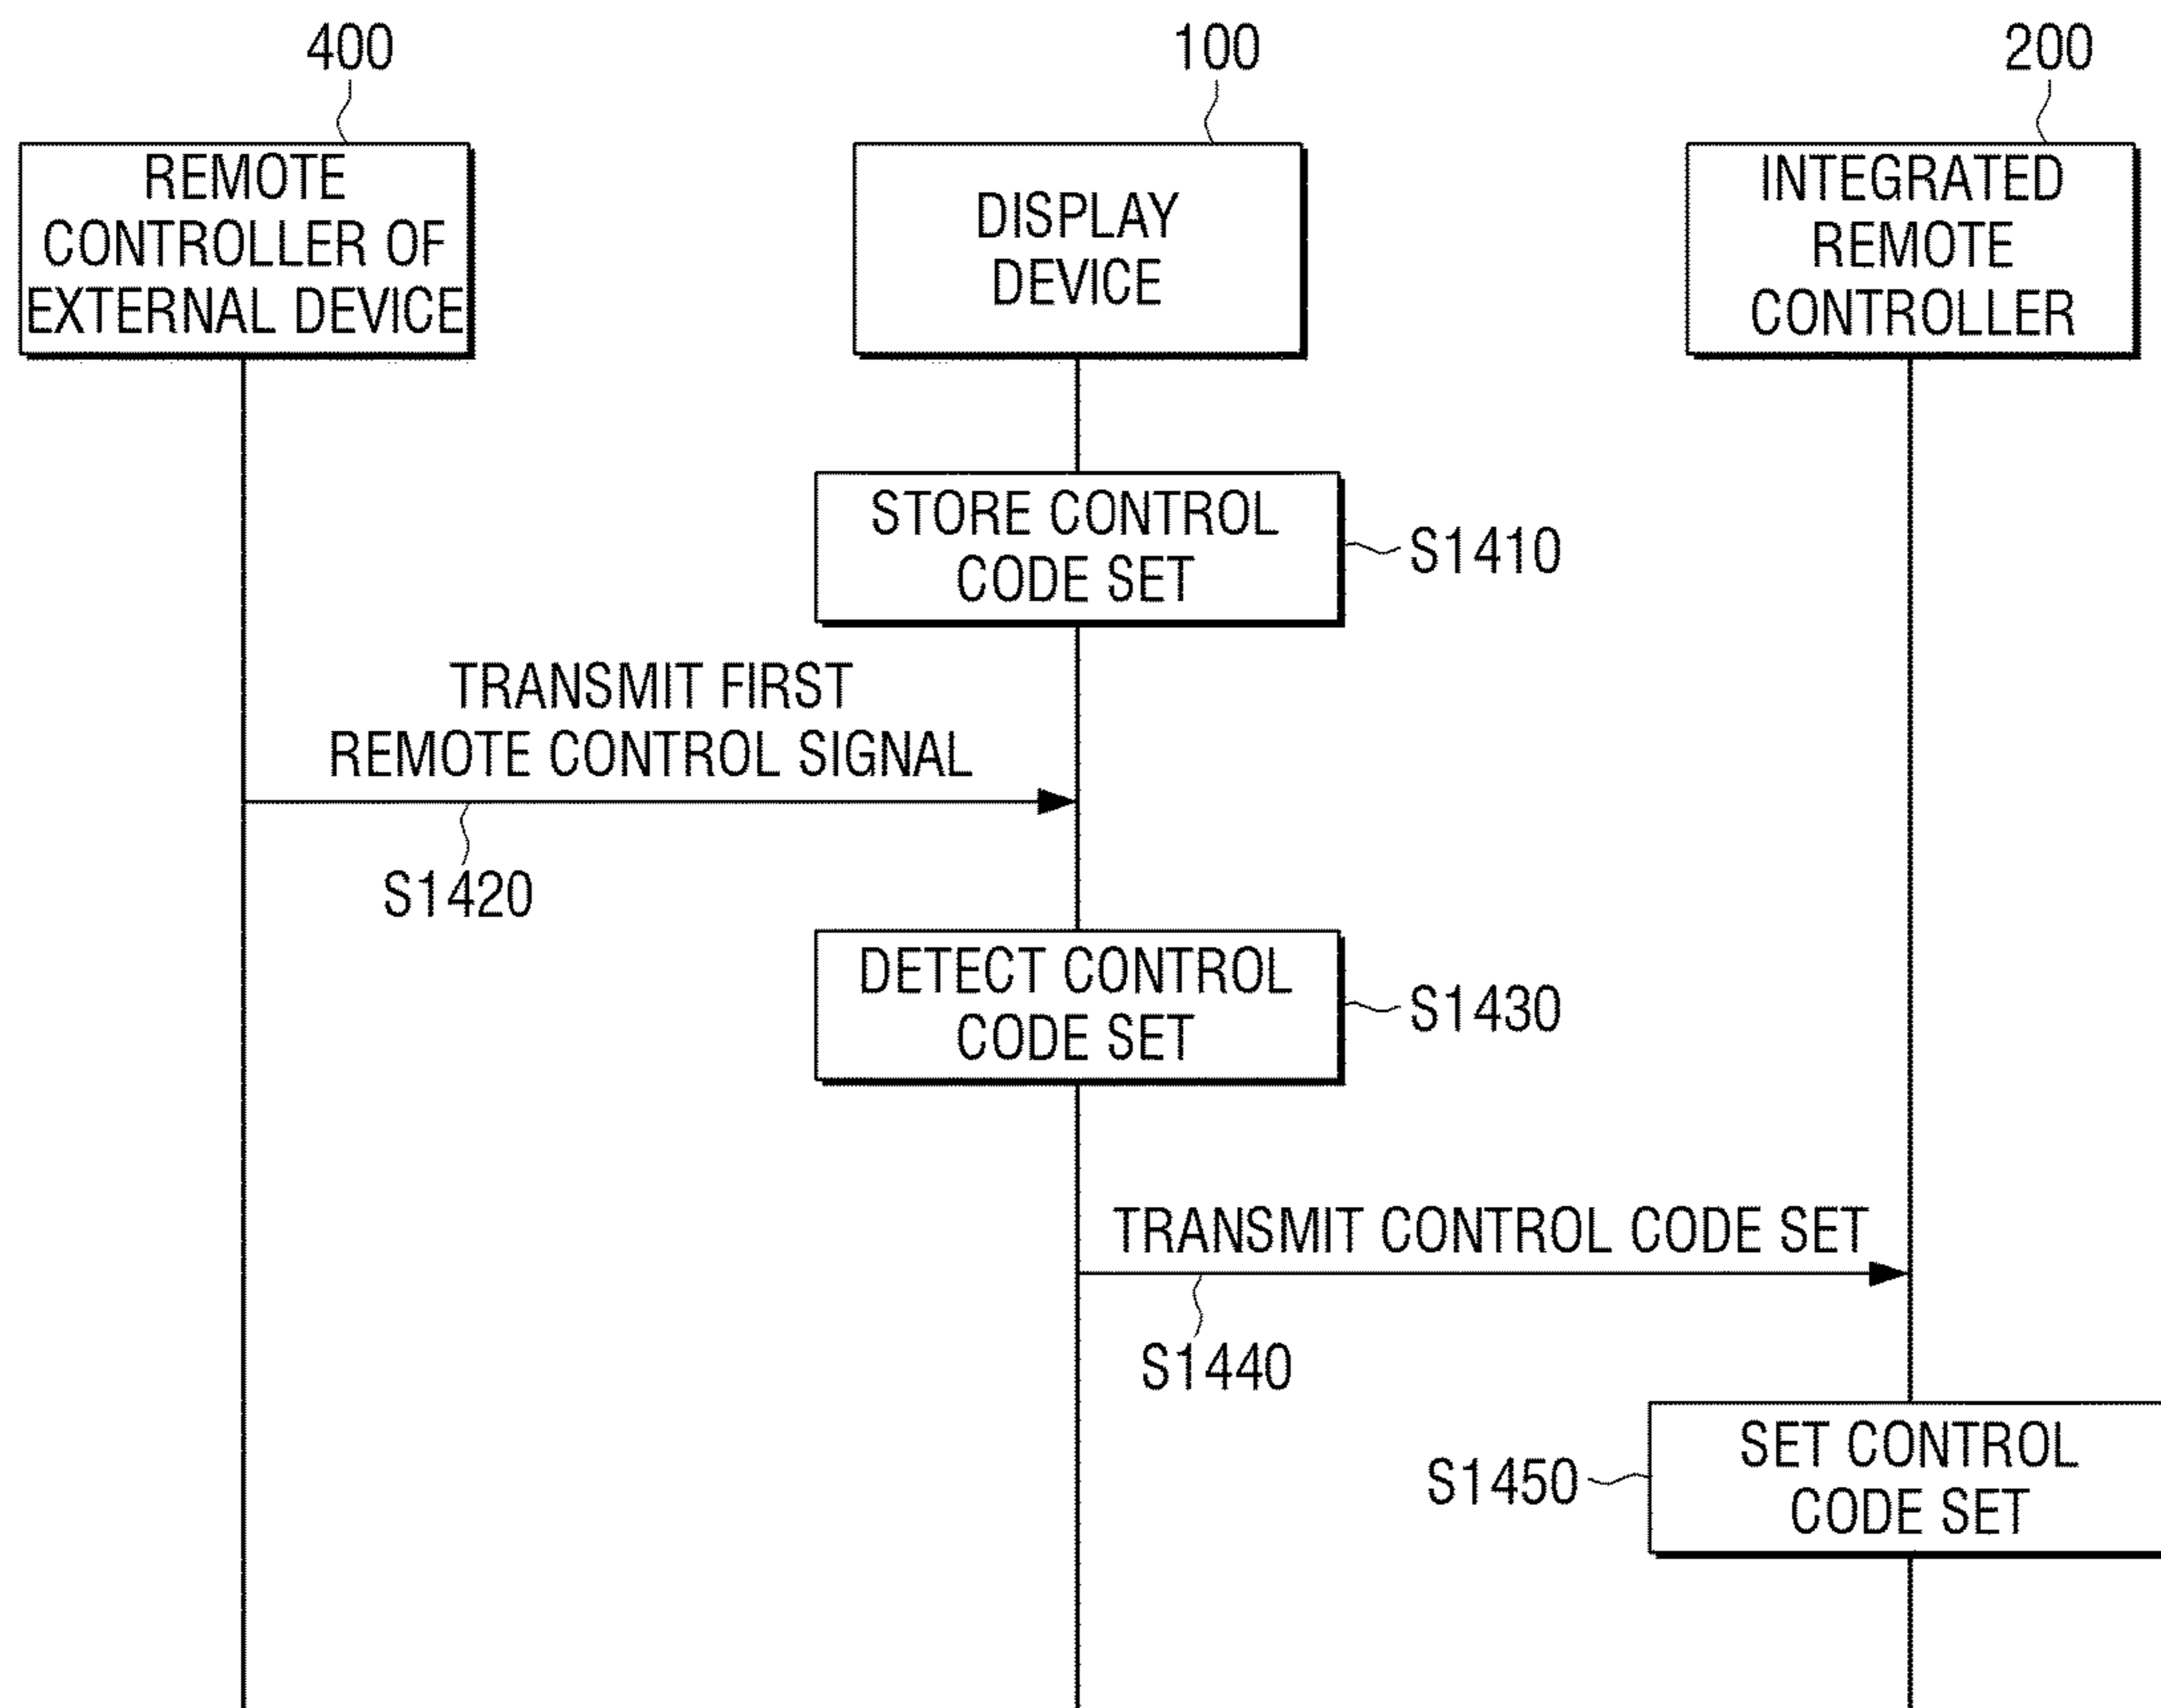 400
100
200
REMOTE
CONTROLLER OF
EXTERNAL DEVICE
DISPLAY
DEVICE
INTEGRATED
REMOTE
CONTROLLER
STORE CONTROL
CODE SET
S1410
TRANSMIT FIRST
REMOTE CONTROL SIGNAL
S1420
DETECT CONTROL
CODE SET
S1430
TRANSMIT CONTROL CODE SET
S1440
S1450
SET CONTROL
CODE SET